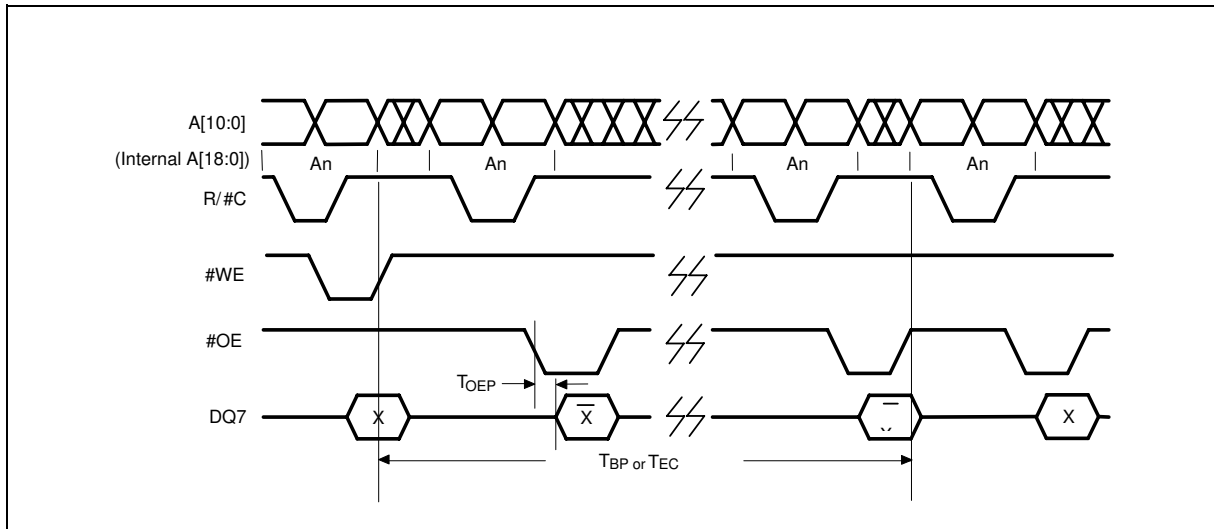 A[10:0]
(Internal A[18:0])
An An An An
R/#C
#WE
#OE
TOEP
DQ7
X X̅ X
TBP or TEC